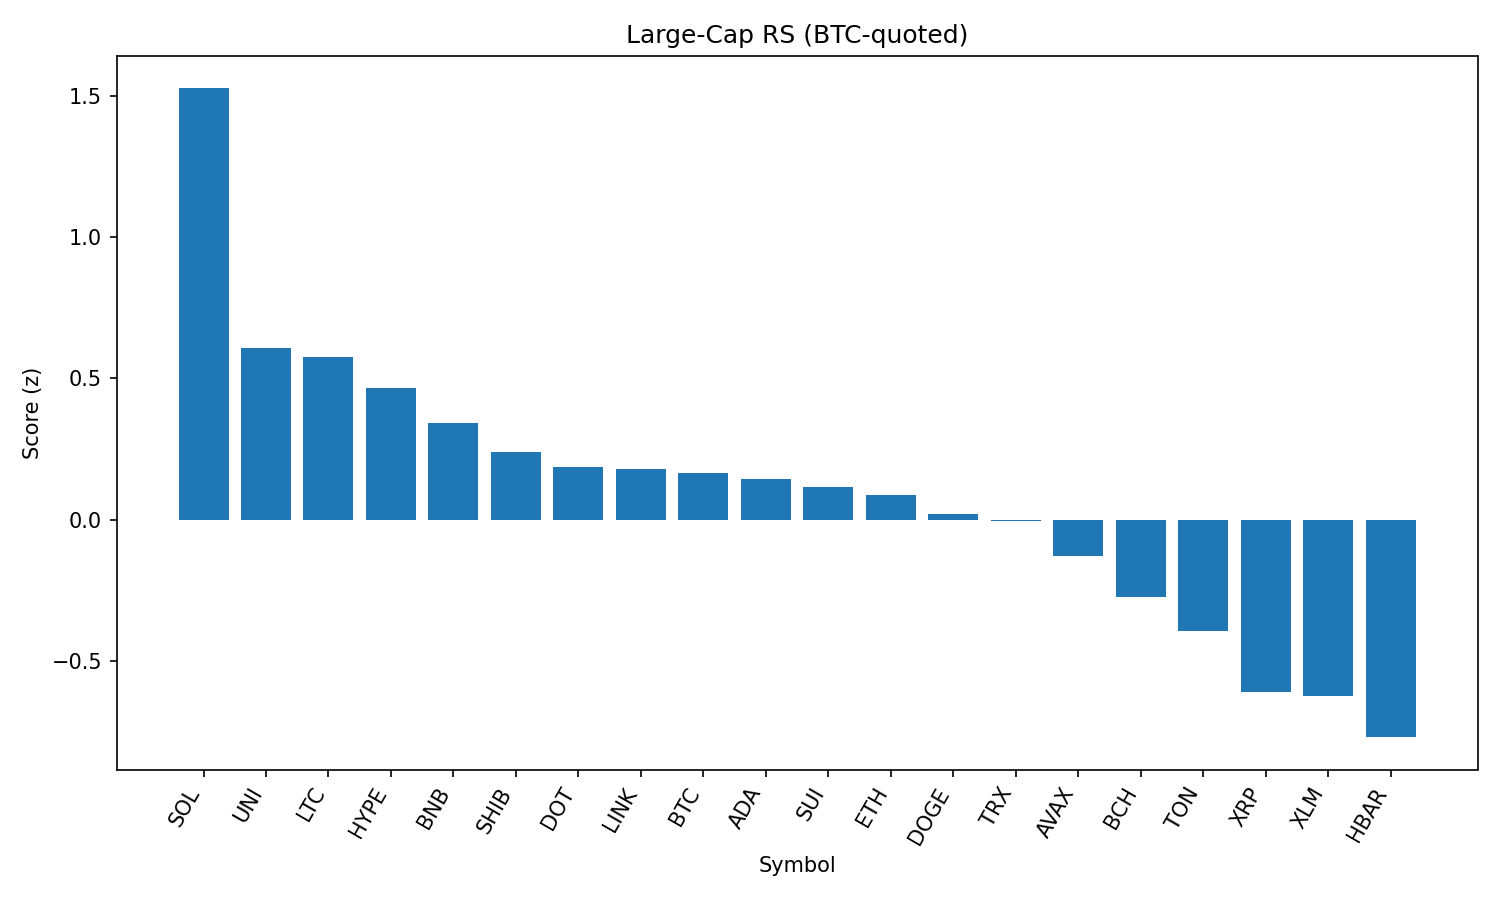 Large-Cap RS (BTC-quoted)
Score (z)
1.5
1.0
0.5
0.0
−0.5
SOL
UNI
LTC
HYPE
BNB
SHIB
DOT
LINK
BTC
ADA
SUI
ETH
DOGE
TRX
AVAX
BCH
TON
XRP
XLM
HBAR
Symbol